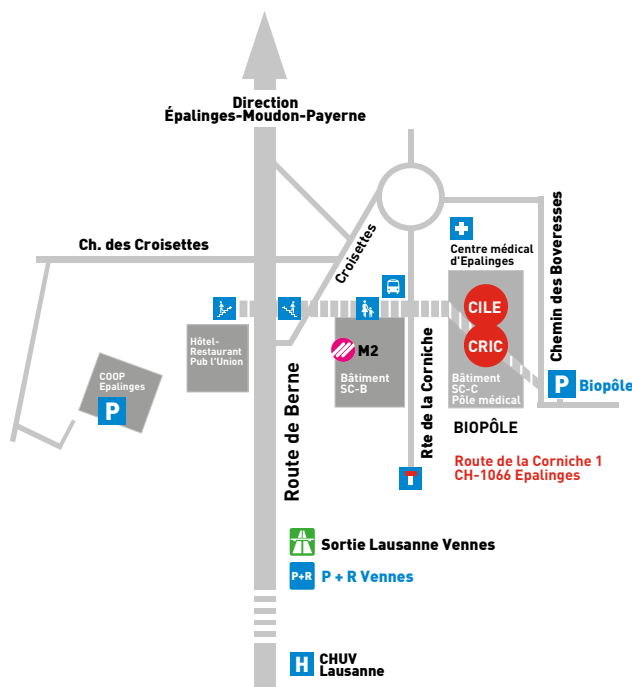 Direction
Épalinges-Moudon-Payerne
Ch. des Croisettes
Croisettes
Centre médical
d'Epalinges
Chemin des Boveresses
CILE
CRIC
Hôtel-
Restaurant
Pub l'Union
M2
COOP
Epalinges
P
Bâtiment
SC-B
Rte de la Corniche
Bâtiment
SC-C
Pôle médical
P Biopôle
BIOPÔLE
Route de Berne
Route de la Corniche 1
CH-1066 Epalinges
Sortie Lausanne Vennes
P+R P + R Vennes
H CHUV
Lausanne